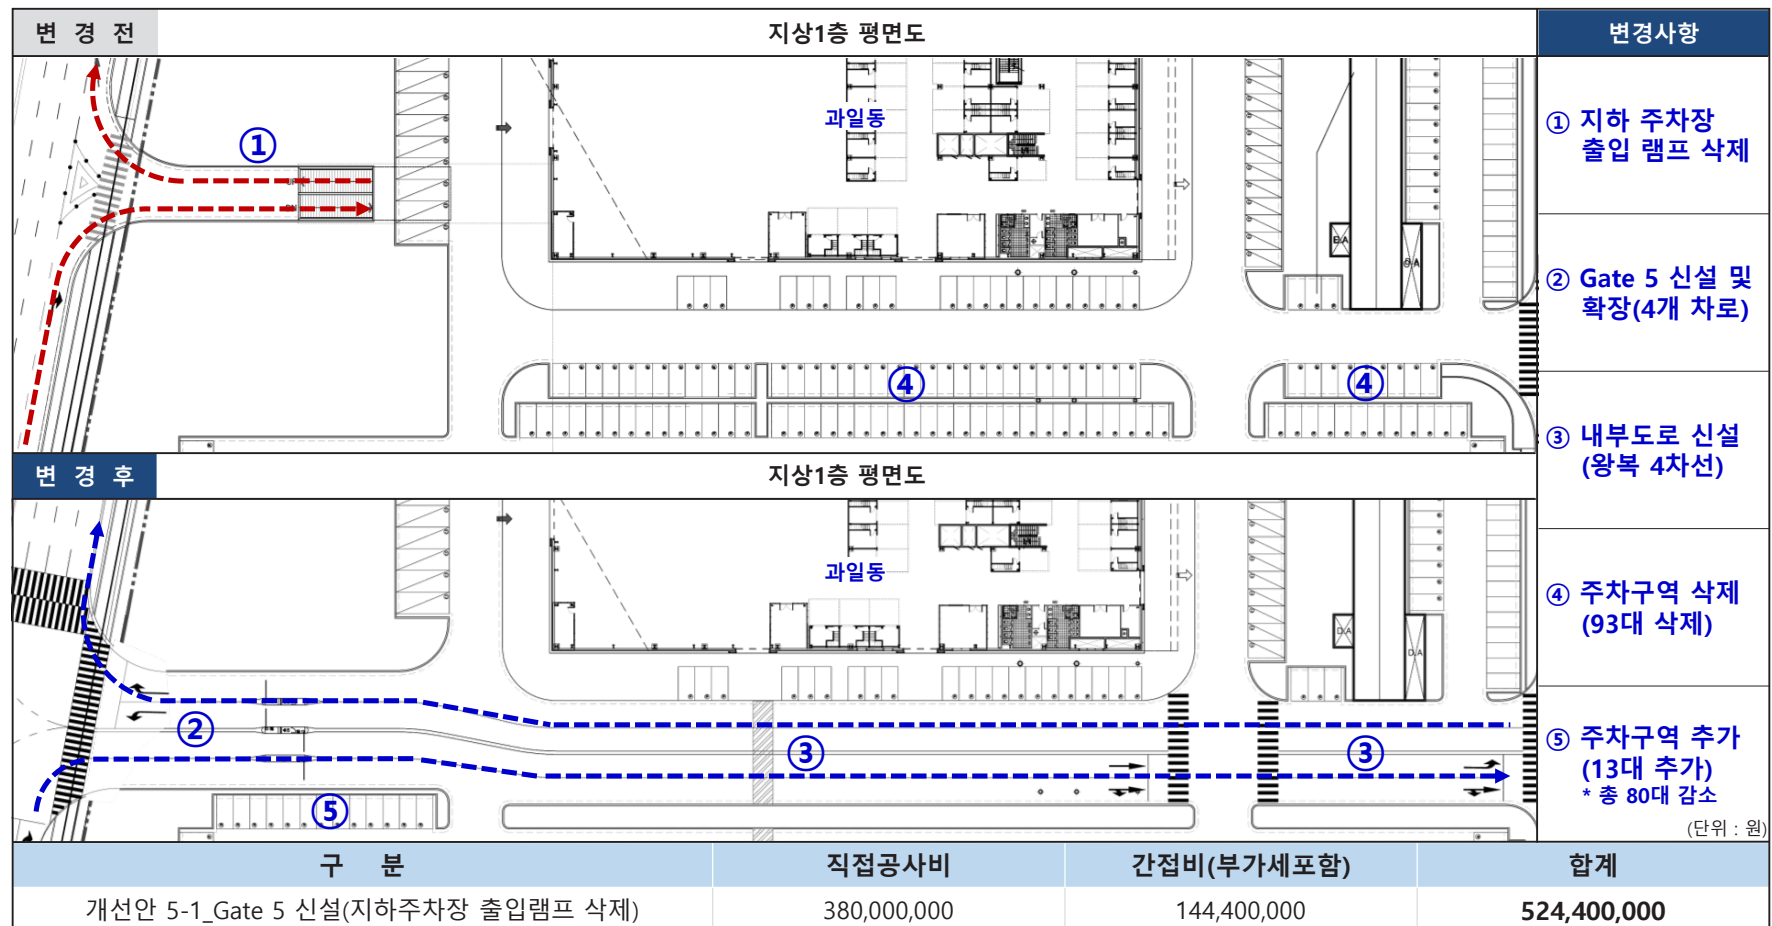 변 경 전
지상1층 평면도
변경사항
과일동
①
④
④
① 지하 주차장
출입 램프 삭제
② Gate 5 신설 및
확장(4개 차로)
③ 내부도로 신설
(왕복 4차선)
④ 주차구역 삭제
(93대 삭제)
⑤ 주차구역 추가
(13대 추가)
* 총 80대 감소
(단위 : 원)
변 경 후
지상1층 평면도
과일동
D.A
D.A
②
③
③
⑤
구 분
직접공사비
간접비(부가세포함)
합계
개선안 5-1_Gate 5 신설(지하주차장 출입램프 삭제)
380,000,000
144,400,000
524,400,000